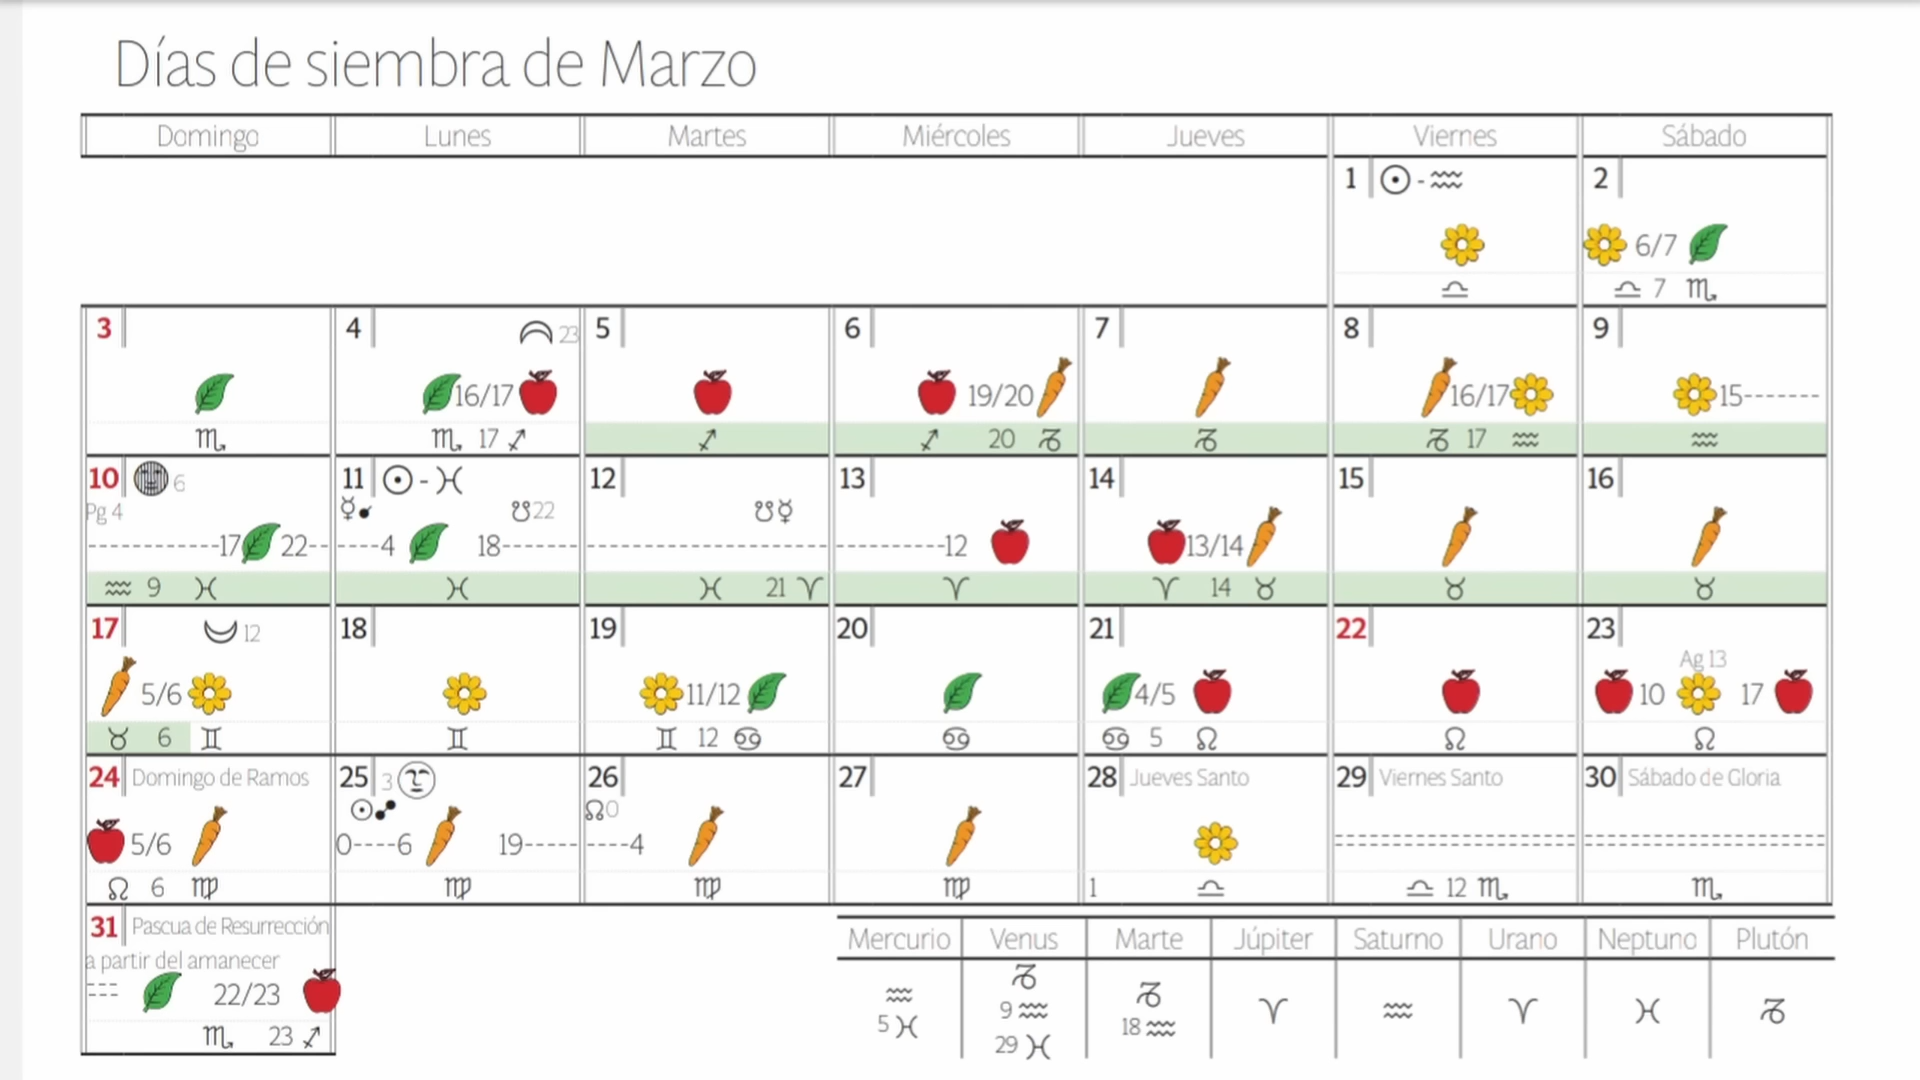 Días de siembra de Marzo
Domingo Lunes Martes Miércoles Jueves Viernes Sábado
1 ☉ - ♒ 2
6/7
♎ ♎ 7 ♏
3 4 23 5 6 7 8 9
16/17 19/20 16/17 15------
♏ ♏ 17 ♐ ♐ ♐ 20 ♑ ♑ ♑ 17 ♒ ♒
10 6 11 ☉ - ♓ 12 13 14 15 16
Pg 4 ☿ ☋22 ☋☿
---------17 22-- ----4 18------ ---------------- --------12 13/14
♒ 9 ♓ ♓ ♓ 21 ♈ ♈ ♈ 14 ♉ ♉ ♉
17 12 18 19 20 21 22 23
Ag 13
5/6 11/12 4/5 10 17
♉ 6 ♊ ♊ ♊ 12 ♋ ♋ ♋ 5 ♌ ♌ ♌
24 Domingo de Ramos 25 3 26 27 28 Jueves Santo 29 Viernes Santo 30 Sábado de Gloria
☉ ☊0
5/6 0----6 19----- ----4
♌ 6 ♍ ♍ ♍ ♍ 1 ♎ ♎ 12 ♏ ♏
31 Pascua de Resurrección
a partir del amanecer
22/23
♏ 23 ♐
Mercurio Venus Marte Júpiter Saturno Urano Neptuno Plutón
♒ ♑ ♑ ♈ ♒ ♈ ♓ ♑
5 ♓ 9 ♒ 18 ♒
29 ♓